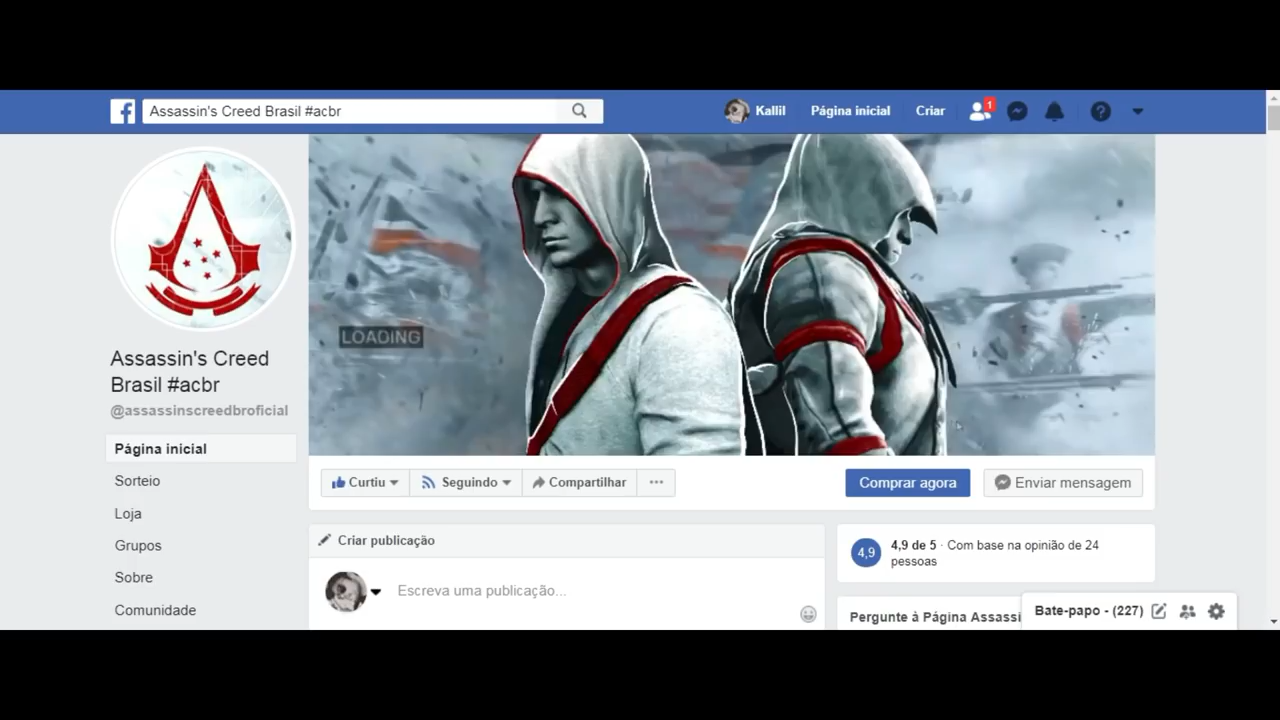 Assassin's Creed Brasil #acbr
Kallil
Página inicial
Criar
1
LOADING
Assassin's Creed
Brasil #acbr
@assassinscreedbroficial
Página inicial
Sorteio
Loja
Grupos
Sobre
Comunidade
Curtiu
Seguindo
Compartilhar
Comprar agora
Enviar mensagem
Criar publicação
Escreva uma publicação...
4,9
4,9 de 5 · Com base na opinião de 24
pessoas
Pergunte à Página Assassi
Bate-papo - (227)